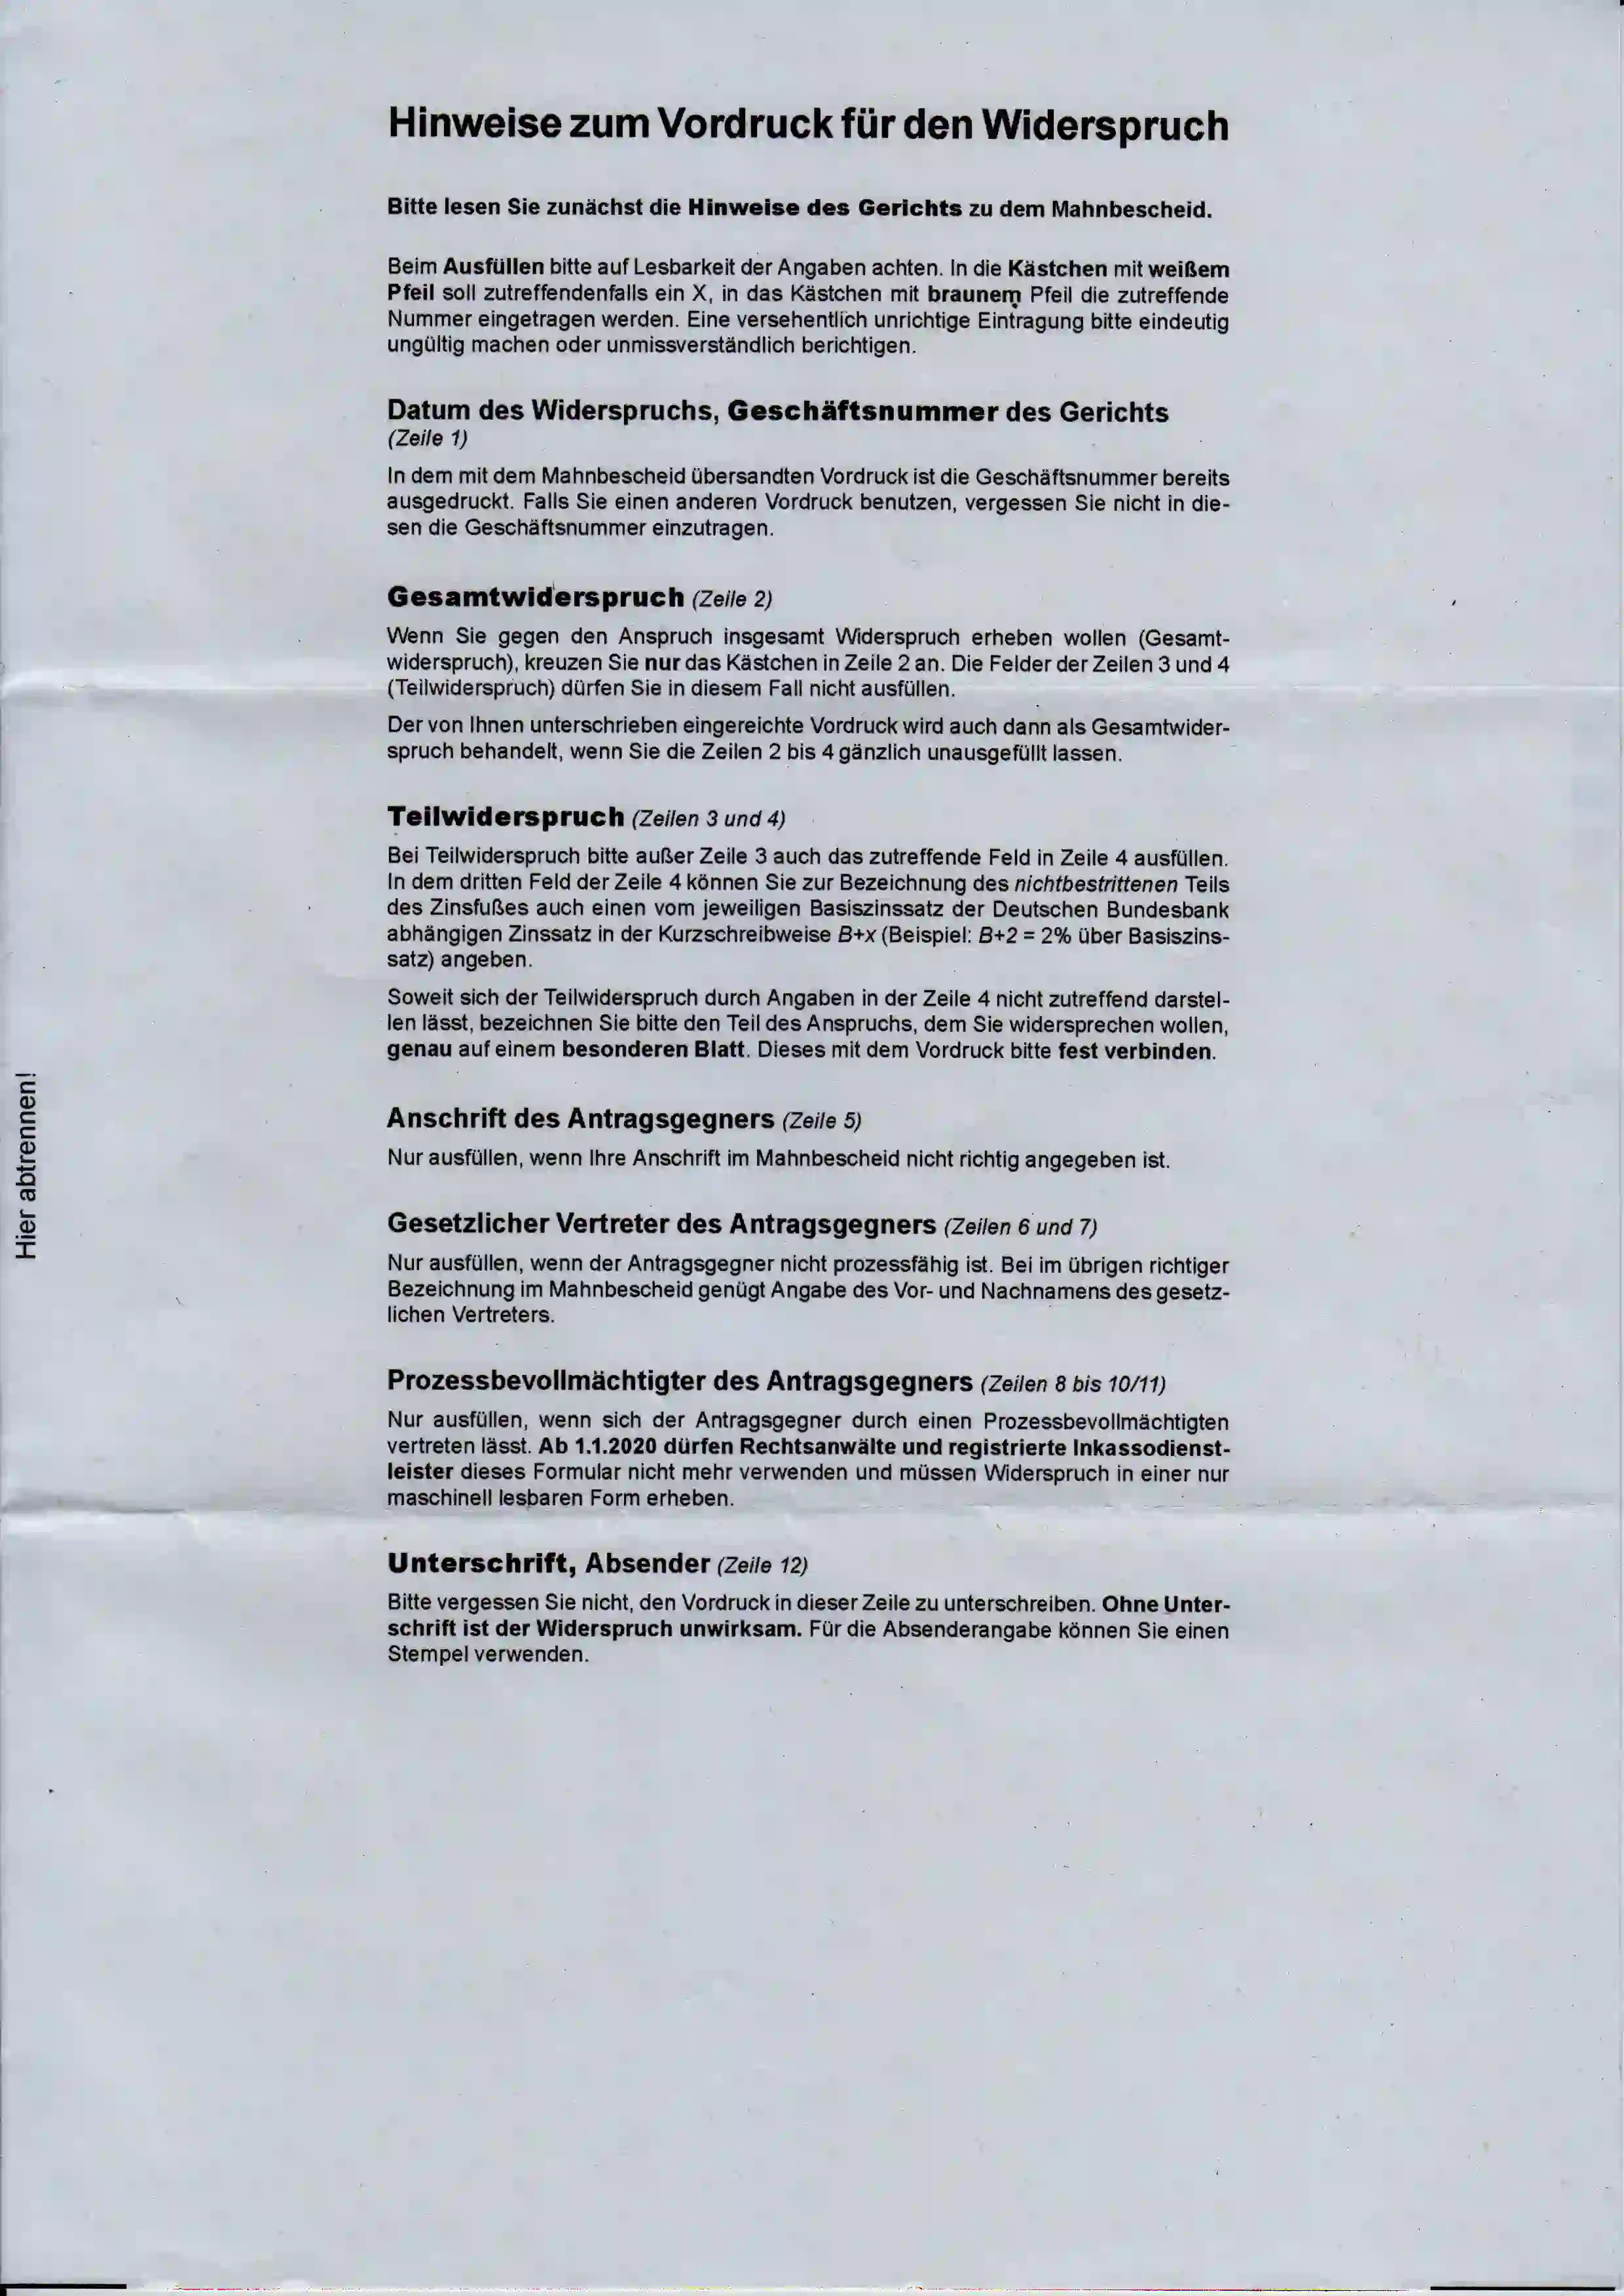 Hinweise zum Vordruck für den Widerspruch
Bitte lesen Sie zunächst die Hinweise des Gerichts zu dem Mahnbescheid.
Beim Ausfüllen bitte auf Lesbarkeit der Angaben achten. In die Kästchen mit weißem
Pfeil soll zutreffendenfalls ein X, in das Kästchen mit braunem Pfeil die zutreffende
Nummer eingetragen werden. Eine versehentlich unrichtige Eintragung bitte eindeutig
ungültig machen oder unmissverständlich berichtigen.
Datum des Widerspruchs, Geschäftsnummer des Gerichts
(Zeile 1)
In dem mit dem Mahnbescheid übersandten Vordruck ist die Geschäftsnummer bereits
ausgedruckt. Falls Sie einen anderen Vordruck benutzen, vergessen Sie nicht in die-
sen die Geschäftsnummer einzutragen.
Gesamtwiderspruch (Zeile 2)
Wenn Sie gegen den Anspruch insgesamt Widerspruch erheben wollen (Gesamt-
widerspruch), kreuzen Sie nur das Kästchen in Zeile 2 an. Die Felder der Zeilen 3 und 4
(Teilwiderspruch) dürfen Sie in diesem Fall nicht ausfüllen.
Der von Ihnen unterschrieben eingereichte Vordruck wird auch dann als Gesamtwider-
spruch behandelt, wenn Sie die Zeilen 2 bis 4 gänzlich unausgefüllt lassen.
Teilwiderspruch (Zeilen 3 und 4)
Bei Teilwiderspruch bitte außer Zeile 3 auch das zutreffende Feld in Zeile 4 ausfüllen.
In dem dritten Feld der Zeile 4 können Sie zur Bezeichnung des nichtbestrittenen Teils
des Zinsfußes auch einen vom jeweiligen Basiszinssatz der Deutschen Bundesbank
abhängigen Zinssatz in der Kurzschreibweise B+x (Beispiel: B+2 = 2% über Basiszins-
satz) angeben.
Soweit sich der Teilwiderspruch durch Angaben in der Zeile 4 nicht zutreffend darstel-
len lässt, bezeichnen Sie bitte den Teil des Anspruchs, dem Sie widersprechen wollen,
genau auf einem besonderen Blatt. Dieses mit dem Vordruck bitte fest verbinden.
Anschrift des Antragsgegners (Zeile 5)
Nur ausfüllen, wenn Ihre Anschrift im Mahnbescheid nicht richtig angegeben ist.
Gesetzlicher Vertreter des Antragsgegners (Zeilen 6 und 7)
Nur ausfüllen, wenn der Antragsgegner nicht prozessfähig ist. Bei im übrigen richtiger
Bezeichnung im Mahnbescheid genügt Angabe des Vor- und Nachnamens des gesetz-
lichen Vertreters.
Prozessbevollmächtigter des Antragsgegners (Zeilen 8 bis 10/11)
Nur ausfüllen, wenn sich der Antragsgegner durch einen Prozessbevollmächtigten
vertreten lässt. Ab 1.1.2020 dürfen Rechtsanwälte und registrierte Inkassodienst-
leister dieses Formular nicht mehr verwenden und müssen Widerspruch in einer nur
maschinell lesbaren Form erheben.
Unterschrift, Absender (Zeile 12)
Bitte vergessen Sie nicht, den Vordruck in dieser Zeile zu unterschreiben. Ohne Unter-
schrift ist der Widerspruch unwirksam. Für die Absenderangabe können Sie einen
Stempel verwenden.
Hier abtrennen!